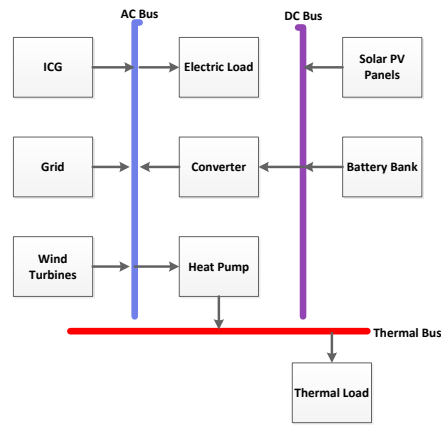 AC Bus
DC Bus
ICG
Electric Load
Solar PV
Panels
Grid
Converter
Battery Bank
Wind
Turbines
Heat Pump
Thermal Bus
Thermal Load